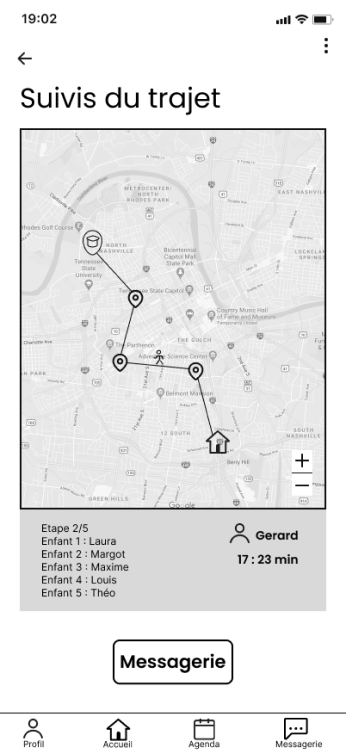 19:02
Suivis du trajet
METROCENTER/
NORTH
RHODES PARK
EAST NASHVILLE
Rhodes Golf Course
NORTH
NASHVILLE
Tennessee
State
University
Bicentennial
Capitol Mall
State Park
Tennessee State Capitol
Country Music Hall
of Fame and Museum
Temporarily closed
Charlotte Ave
The Parthenon
THE GULCH
Adventure Science Center
Belmont Mansion
12 SOUTH
SOUTH
NASHVILLE
Berry Hill
GREEN HILLS
Google
+
−
Etape 2/5
Enfant 1 : Laura
Enfant 2 : Margot
Enfant 3 : Maxime
Enfant 4 : Louis
Enfant 5 : Théo
Gerard
17 : 23 min
Messagerie
Profil
Accueil
Agenda
Messagerie